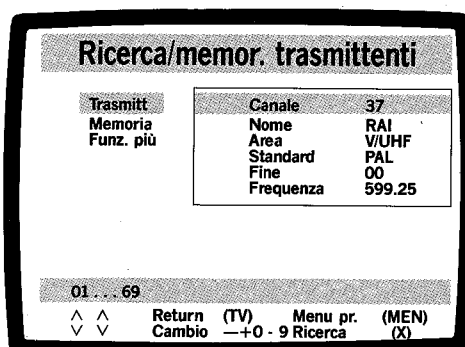 Ricerca/memor. trasmittenti
Trasmitt Canale 37
Memoria Nome RAI
Funz. più Area V/UHF
Standard PAL
Fine 00
Frequenza 599.25
01 . . . 69
∧ ∧ Return (TV) Menu pr. (MEN)
∨ ∨ Cambio —+0 - 9 Ricerca (X)